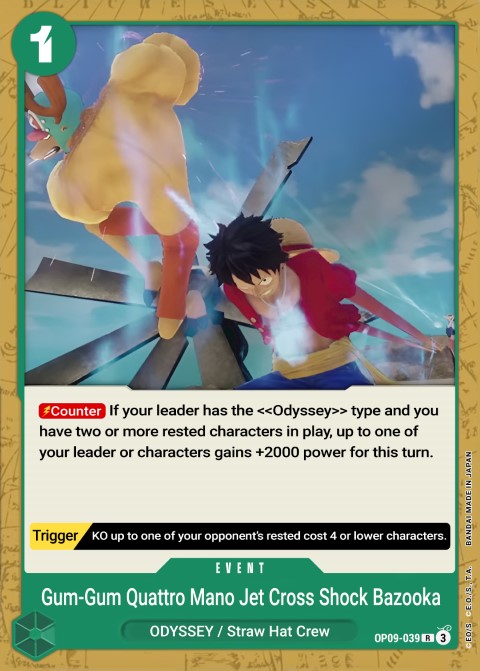 1
Counter If your leader has the <<Odyssey>> type and you
have two or more rested characters in play, up to one of
your leader or characters gains +2000 power for this turn.
Trigger KO up to one of your opponent's rested cost 4 or lower characters.
EVENT
Gum-Gum Quattro Mano Jet Cross Shock Bazooka
ODYSSEY / Straw Hat Crew
OP09-039 R 3
©E.O./S. ©E.O./S., T.A. BANDAI MADE IN JAPAN